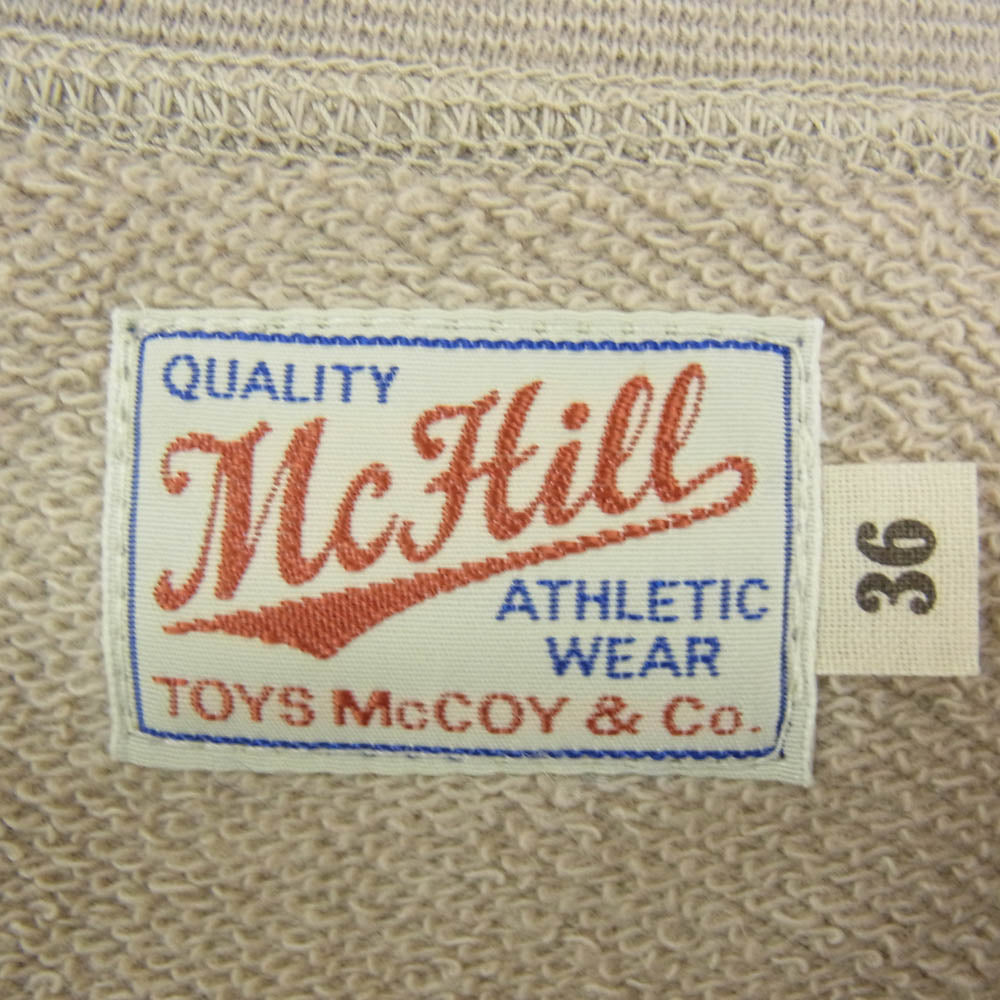 QUALITY
McHill
ATHLETIC
WEAR
TOYS McCOY & Co.
36